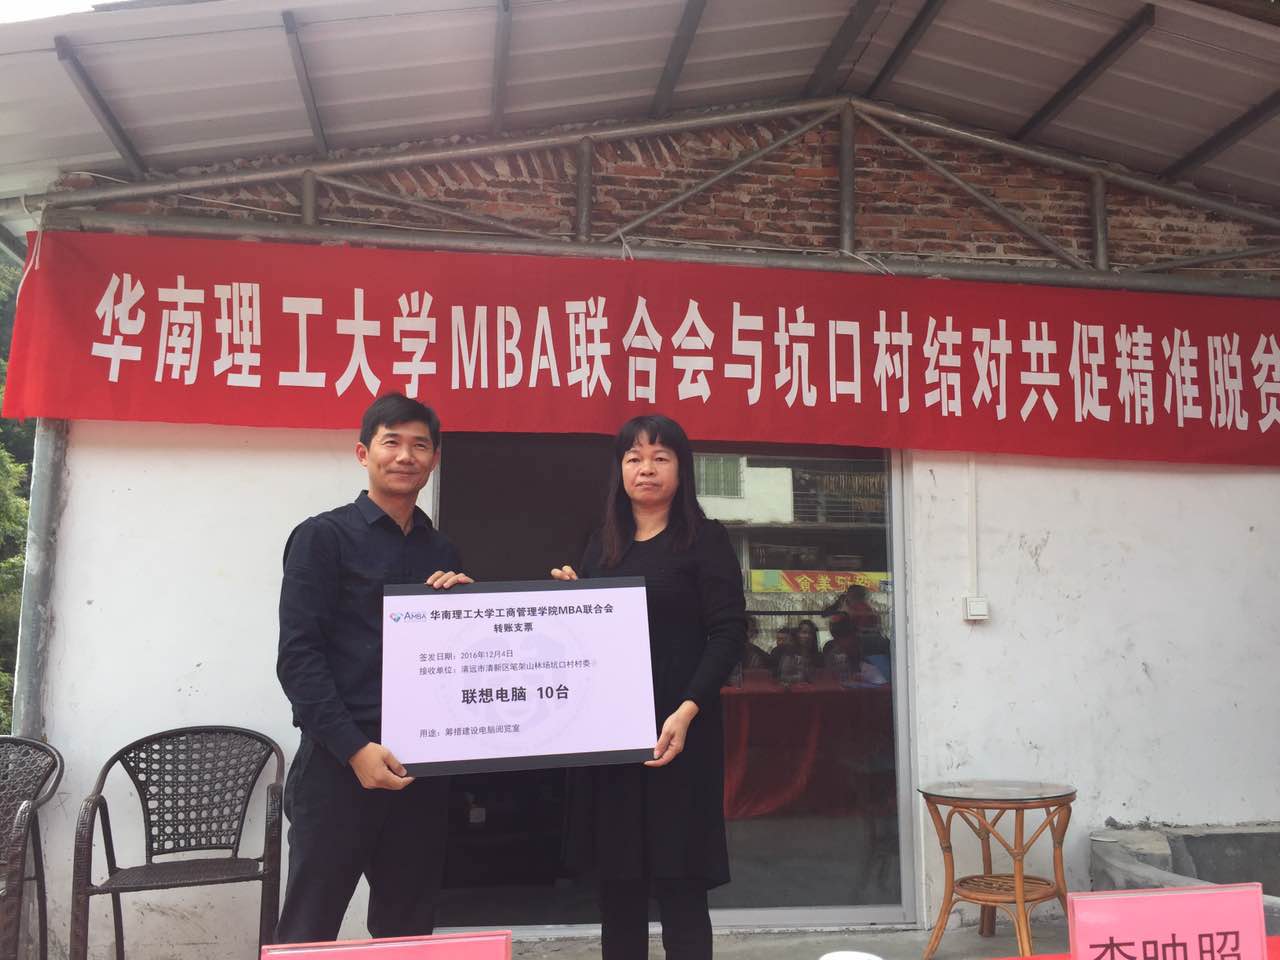 华南理工大学MBA联合会与坑口村结对共促精准脱贫
AMBA 华南理工大学工商管理学院MBA联合会
转账支票
签发日期：2016年12月4日
接收单位：清远市清新区笔架山林场坑口村村委
联想电脑 10台
用途：筹措建设电脑阅览室
李映照